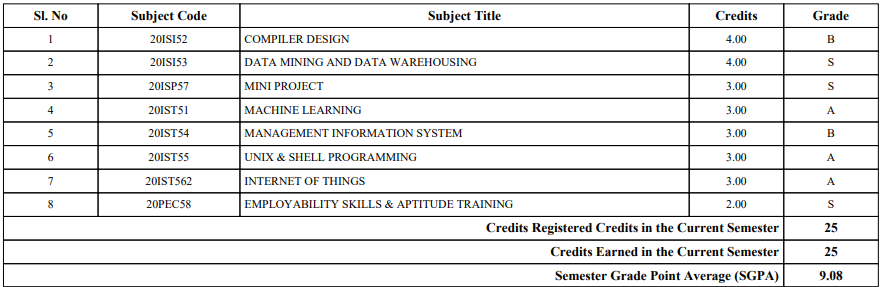 Sl. No Subject Code Subject Title Credits Grade
1 20ISI52 COMPILER DESIGN 4.00 B
2 20ISI53 DATA MINING AND DATA WAREHOUSING 4.00 S
3 20ISP57 MINI PROJECT 3.00 S
4 20IST51 MACHINE LEARNING 3.00 A
5 20IST54 MANAGEMENT INFORMATION SYSTEM 3.00 B
6 20IST55 UNIX & SHELL PROGRAMMING 3.00 A
7 20IST562 INTERNET OF THINGS 3.00 A
8 20PEC58 EMPLOYABILITY SKILLS & APTITUDE TRAINING 2.00 S
Credits Registered Credits in the Current Semester 25
Credits Earned in the Current Semester 25
Semester Grade Point Average (SGPA) 9.08